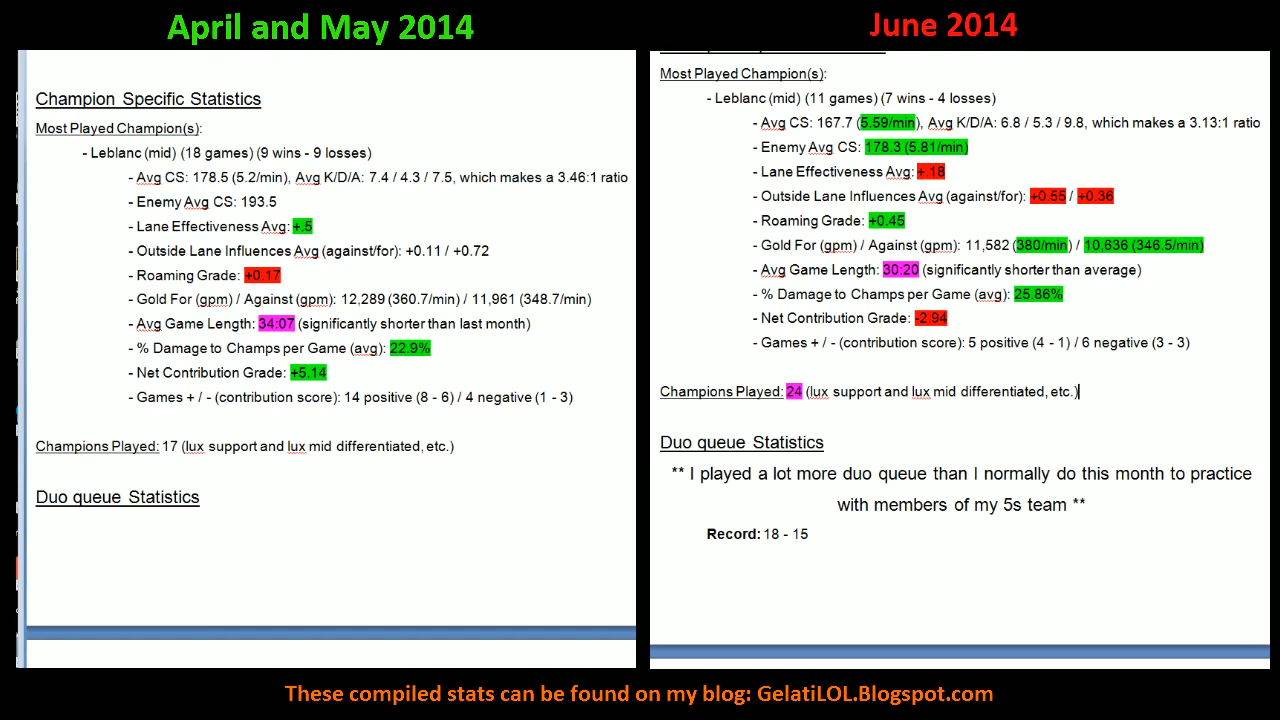 April and May 2014
Champion Specific Statistics
Most Played Champion(s):
- Leblanc (mid) (18 games) (9 wins - 9 losses)
- Avg CS: 178.5 (5.2/min), Avg K/D/A: 7.4 / 4.3 / 7.5, which makes a 3.46:1 ratio
- Enemy Avg CS: 193.5
- Lane Effectiveness Avg: +.5
- Outside Lane Influences Avg (against/for): +0.11 / +0.72
- Roaming Grade: +0.17
- Gold For (gpm) / Against (gpm): 12,289 (360.7/min) / 11,961 (348.7/min)
- Avg Game Length: 34:07 (significantly shorter than last month)
- % Damage to Champs per Game (avg): 22.9%
- Net Contribution Grade: +5.14
- Games + / - (contribution score): 14 positive (8 - 6) / 4 negative (1 - 3)
Champions Played: 17 (lux support and lux mid differentiated, etc.)
Duo queue Statistics
June 2014
Most Played Champion(s):
- Leblanc (mid) (11 games) (7 wins - 4 losses)
- Avg CS: 167.7 (5.59/min), Avg K/D/A: 6.8 / 5.3 / 9.8, which makes a 3.13:1 ratio
- Enemy Avg CS: 178.3 (5.81/min)
- Lane Effectiveness Avg: +.18
- Outside Lane Influences Avg (against/for): +0.55 / +0.36
- Roaming Grade: +0.45
- Gold For (gpm) / Against (gpm): 11,582 (380/min) / 10,636 (346.5/min)
- Avg Game Length: 30:20 (significantly shorter than average)
- % Damage to Champs per Game (avg): 25.86%
- Net Contribution Grade: -2.94
- Games + / - (contribution score): 5 positive (4 - 1) / 6 negative (3 - 3)
Champions Played: 24 (lux support and lux mid differentiated, etc.)
Duo queue Statistics
** I played a lot more duo queue than I normally do this month to practice
with members of my 5s team **
Record: 18 - 15
These compiled stats can be found on my blog: GelatiLOL.Blogspot.com